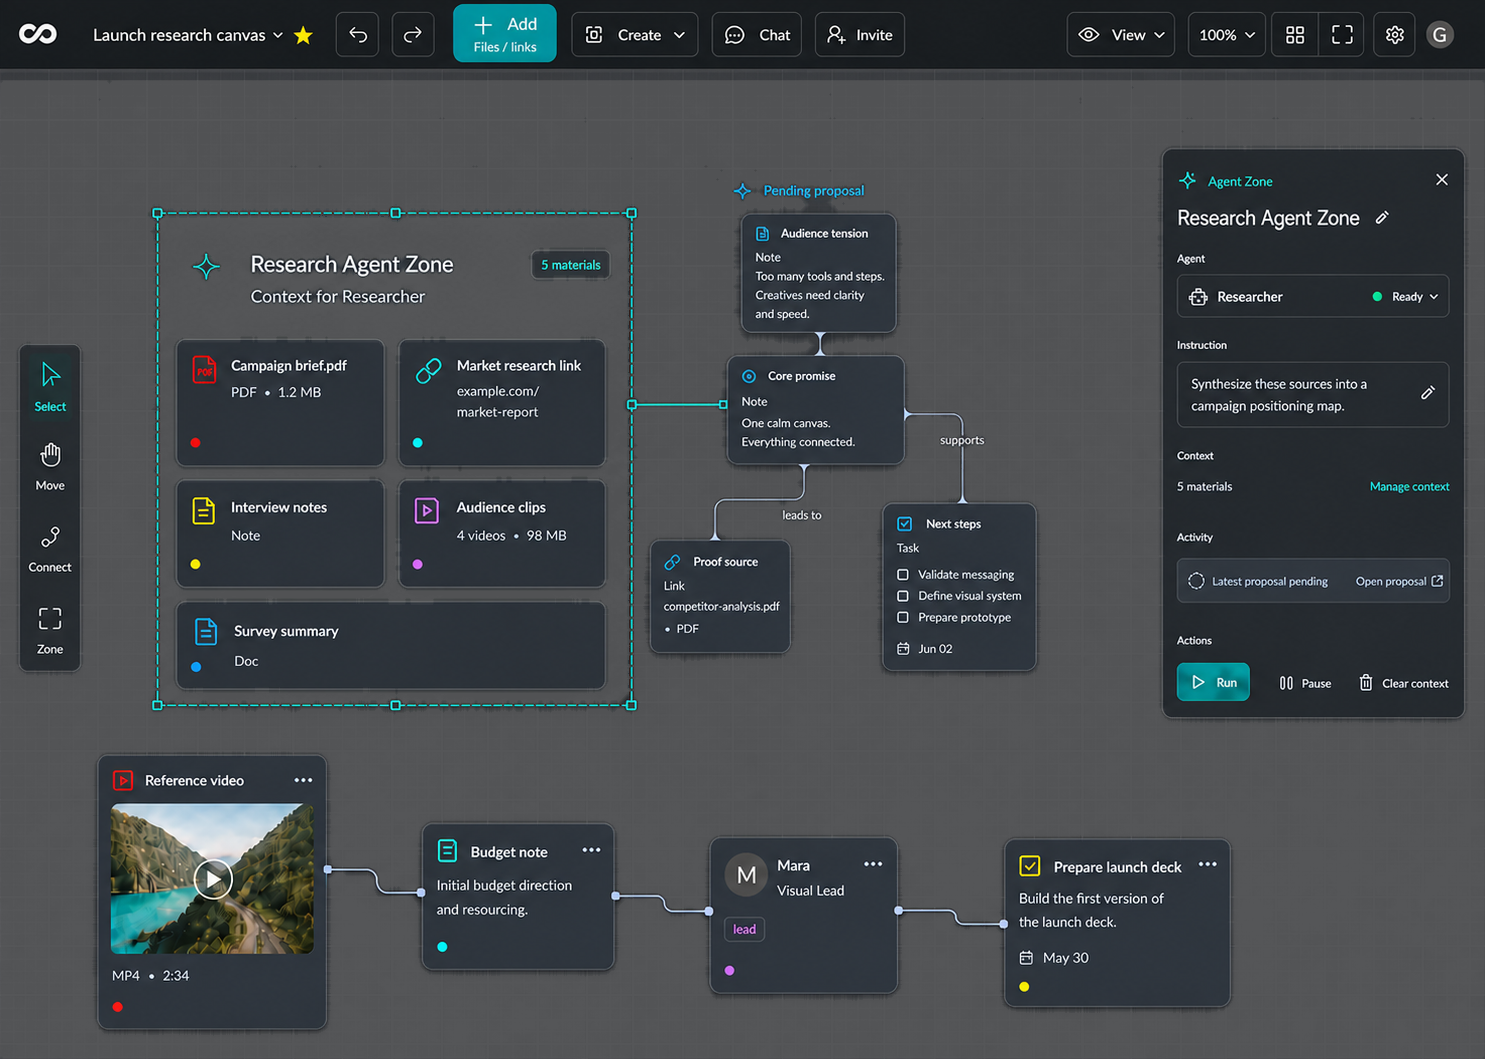 Launch research canvas
Add
Files / links
Create
Chat
Invite
View
100%
G
Select
Move
Connect
Zone
Research Agent Zone
Context for Researcher
5 materials
Campaign brief.pdf
PDF • 1.2 MB
PDF
Market research link
example.com/
market-report
Interview notes
Note
Audience clips
4 videos • 98 MB
Survey summary
Doc
Pending proposal
Audience tension
Note
Too many tools and steps.
Creatives need clarity
and speed.
Core promise
Note
One calm canvas.
Everything connected.
supports
leads to
Proof source
Link
competitor-analysis.pdf
• PDF
Next steps
Task
Validate messaging
Define visual system
Prepare prototype
Jun 02
Agent Zone
Research Agent Zone
Agent
Researcher
Ready
Instruction
Synthesize these sources into a
campaign positioning map.
Context
5 materials
Manage context
Activity
Latest proposal pending
Open proposal
Actions
Run
Pause
Clear context
Reference video
MP4 • 2:34
Budget note
Initial budget direction
and resourcing.
M
Mara
Visual Lead
lead
Prepare launch deck
Build the first version of
the launch deck.
May 30